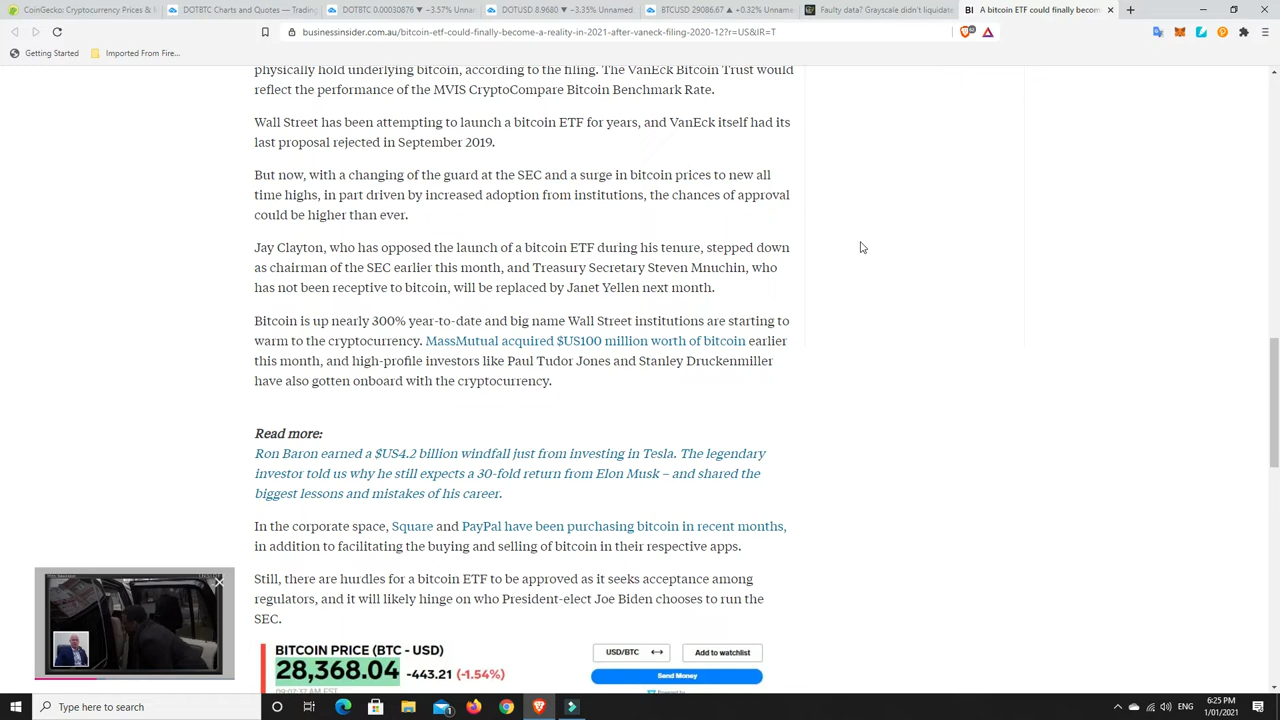 CoinGecko: Cryptocurrency Prices &
DOTBTC Charts and Quotes — Trading
DOTBTC 0.00030876 ▼ −3.57% Unnam
DOTUSD 8.9680 ▼ −3.35% Unnamed
BTCUSD 29086.67 ▲ +0.32% Unname
Faulty data? Grayscale didn't liquidate
BI A bitcoin ETF could finally becom
businessinsider.com.au/bitcoin-etf-could-finally-become-a-reality-in-2021-after-vaneck-filing-2020-12?r=US&IR=T
Getting Started
Imported From Fire...
physically hold underlying bitcoin, according to the filing. The VanEck Bitcoin Trust would
reflect the performance of the MVIS CryptoCompare Bitcoin Benchmark Rate.
Wall Street has been attempting to launch a bitcoin ETF for years, and VanEck itself had its
last proposal rejected in September 2019.
But now, with a changing of the guard at the SEC and a surge in bitcoin prices to new all
time highs, in part driven by increased adoption from institutions, the chances of approval
could be higher than ever.
Jay Clayton, who has opposed the launch of a bitcoin ETF during his tenure, stepped down
as chairman of the SEC earlier this month, and Treasury Secretary Steven Mnuchin, who
has not been receptive to bitcoin, will be replaced by Janet Yellen next month.
Bitcoin is up nearly 300% year-to-date and big name Wall Street institutions are starting to
warm to the cryptocurrency. MassMutual acquired $US100 million worth of bitcoin earlier
this month, and high-profile investors like Paul Tudor Jones and Stanley Druckenmiller
have also gotten onboard with the cryptocurrency.
Read more:
Ron Baron earned a $US4.2 billion windfall just from investing in Tesla. The legendary
investor told us why he still expects a 30-fold return from Elon Musk – and shared the
biggest lessons and mistakes of his career.
In the corporate space, Square and PayPal have been purchasing bitcoin in recent months,
in addition to facilitating the buying and selling of bitcoin in their respective apps.
Still, there are hurdles for a bitcoin ETF to be approved as it seeks acceptance among
regulators, and it will likely hinge on who President-elect Joe Biden chooses to run the
SEC.
BITCOIN PRICE (BTC - USD)
28,368.04 -443.21 (-1.54%)
09:07:37 AM EST
USD/BTC
Add to watchlist
Send Money
Powered by
Type here to search
6:25 PM
1/01/2021